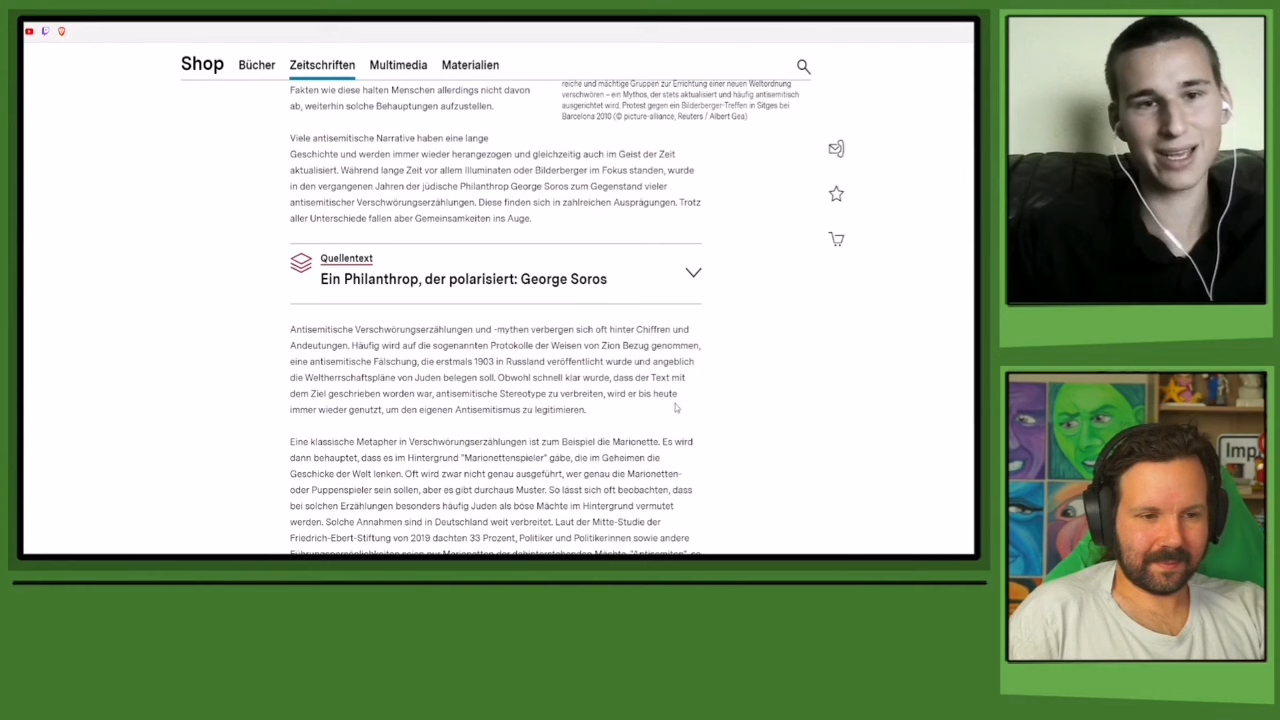 Shop Bücher Zeitschriften Multimedia Materialien
Fakten wie diese halten Menschen allerdings nicht davon
ab, weiterhin solche Behauptungen aufzustellen.
reiche und mächtige Gruppen zur Errichtung einer neuen Weltordnung
verschwören – ein Mythos, der stets aktualisiert und häufig antisemitisch
ausgerichtet wird. Protest gegen ein Bilderberger-Treffen in Sitges bei
Barcelona 2010 (© picture-alliance, Reuters / Albert Gea)
Viele antisemitische Narrative haben eine lange
Geschichte und werden immer wieder herangezogen und gleichzeitig auch im Geist der Zeit
aktualisiert. Während lange Zeit vor allem Illuminaten oder Bilderberger im Fokus standen, wurde
in den vergangenen Jahren der jüdische Philanthrop George Soros zum Gegenstand vieler
antisemitischer Verschwörungserzählungen. Diese finden sich in zahlreichen Ausprägungen. Trotz
aller Unterschiede fallen aber Gemeinsamkeiten ins Auge.
Quellentext
Ein Philanthrop, der polarisiert: George Soros
Antisemitische Verschwörungserzählungen und -mythen verbergen sich oft hinter Chiffren und
Andeutungen. Häufig wird auf die sogenannten Protokolle der Weisen von Zion Bezug genommen,
eine antisemitische Fälschung, die erstmals 1903 in Russland veröffentlicht wurde und angeblich
die Weltherrschaftspläne von Juden belegen soll. Obwohl schnell klar wurde, dass der Text mit
dem Ziel geschrieben worden war, antisemitische Stereotype zu verbreiten, wird er bis heute
immer wieder genutzt, um den eigenen Antisemitismus zu legitimieren.
Eine klassische Metapher in Verschwörungserzählungen ist zum Beispiel die Marionette. Es wird
dann behauptet, dass es im Hintergrund "Marionettenspieler" gäbe, die im Geheimen die
Geschicke der Welt lenken. Oft wird zwar nicht genau ausgeführt, wer genau die Marionetten-
oder Puppenspieler sein sollen, aber es gibt durchaus Muster. So lässt sich oft beobachten, dass
bei solchen Erzählungen besonders häufig Juden als böse Mächte im Hintergrund vermutet
werden. Solche Annahmen sind in Deutschland weit verbreitet. Laut der Mitte-Studie der
Friedrich-Ebert-Stiftung von 2019 dachten 33 Prozent, Politiker und Politikerinnen sowie andere
Führungspersönlichkeiten seien nur Marionetten der dahinterstehenden Mächte. "Antisemiten", so
Imp